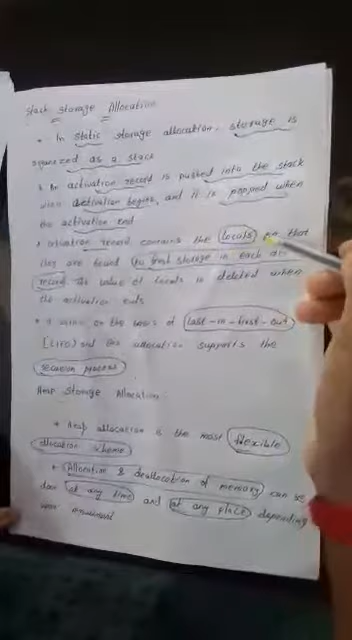 Stack Storage Allocation
* In static storage allocation, storage is
organized as a stack
* An activation record is pushed into the stack
when activation begins and it is popped when
the activation end
* Activation record contains the locals so that
they are bound to fresh storage in each
record. The value of locals is deleted when
the activation ends
* It works on the basis of last-in-first-out
(LIFO) and the allocation supports the
recursion process
Heap Storage Allocation:
* Heap allocation is the most flexible
allocation scheme
* Allocation & deallocation of memory can be
done at any time and at any place depending
upon